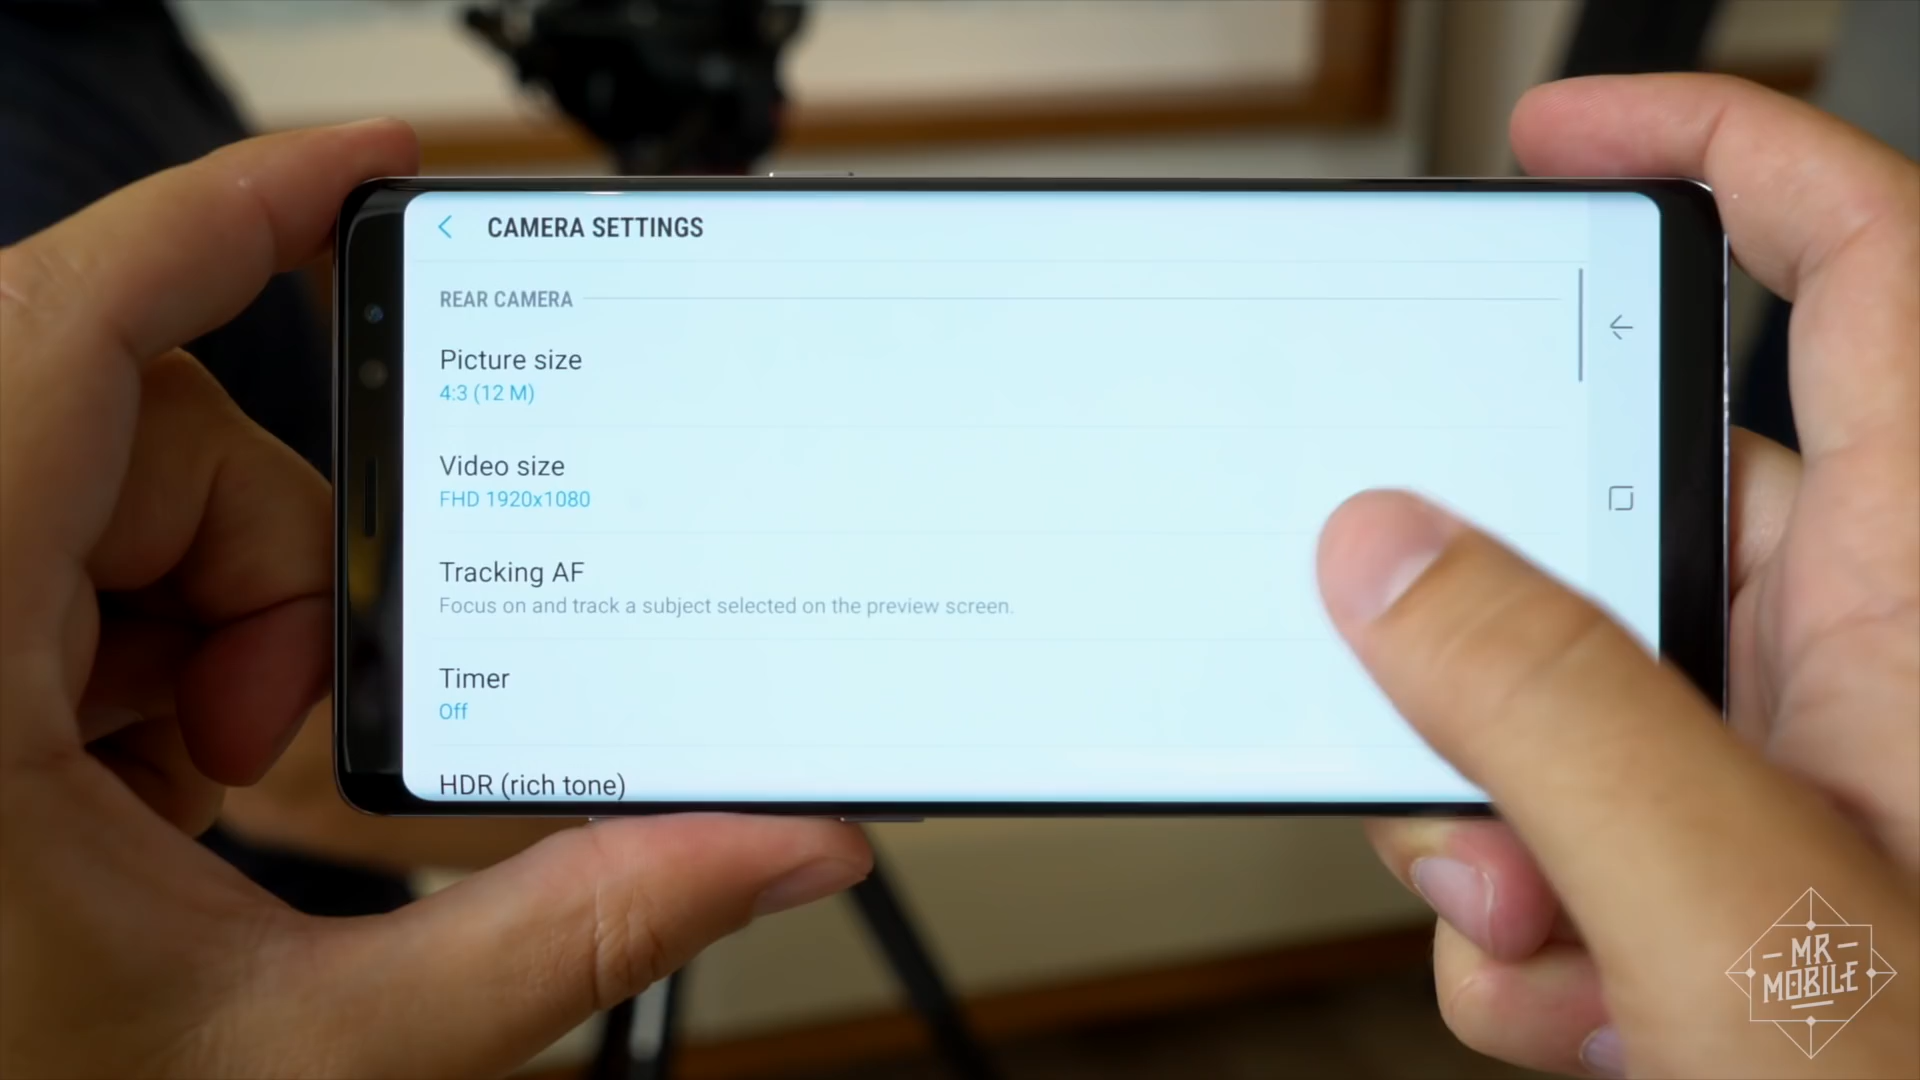 CAMERA SETTINGS
REAR CAMERA
Picture size
4:3 (12 M)
Video size
FHD 1920x1080
Tracking AF
Focus on and track a subject selected on the preview screen.
Timer
Off
HDR (rich tone)
MR
MOBILE